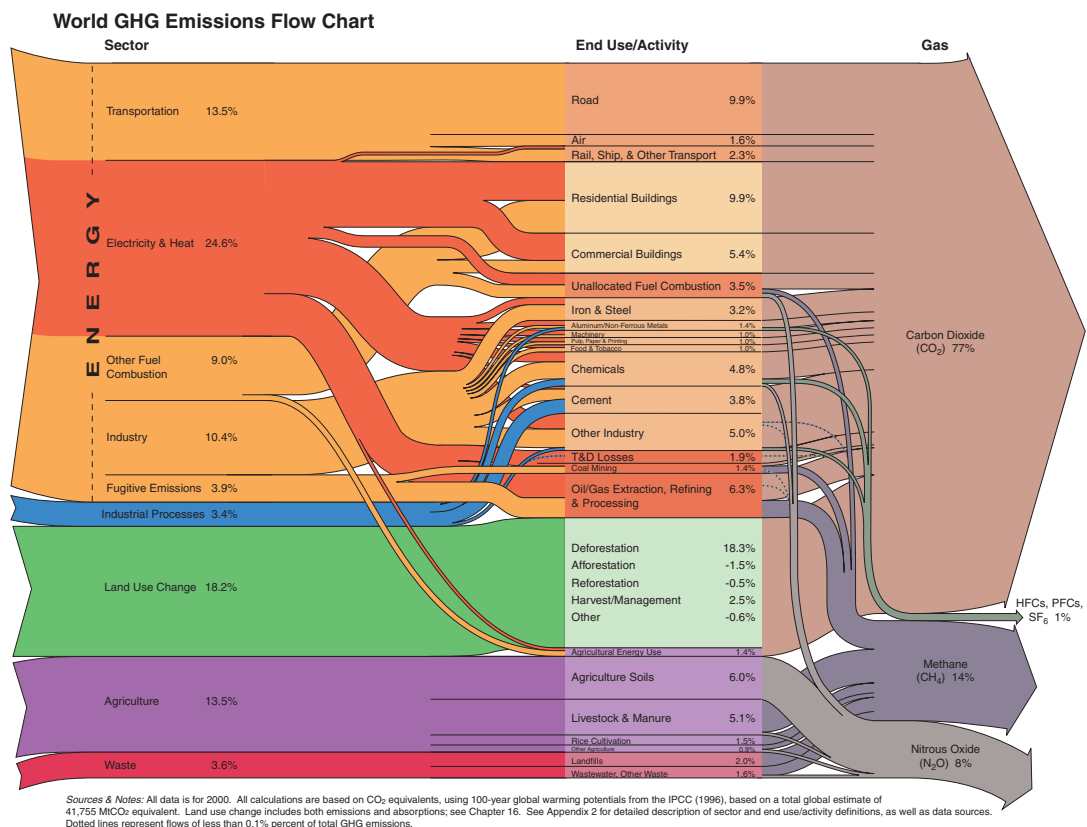 World GHG Emissions Flow Chart
Sector
End Use/Activity
Gas
ENERGY
Transportation 13.5%
Electricity & Heat 24.6%
Other Fuel
Combustion 9.0%
Industry 10.4%
Fugitive Emissions 3.9%
Industrial Processes 3.4%
Land Use Change 18.2%
Agriculture 13.5%
Waste 3.6%
Road 9.9%
Air 1.6%
Rail, Ship, & Other Transport 2.3%
Residential Buildings 9.9%
Commercial Buildings 5.4%
Unallocated Fuel Combustion 3.5%
Iron & Steel 3.2%
Aluminum/Non-Ferrous Metals 1.4%
Machinery 1.0%
Pulp, Paper & Printing 1.0%
Food & Tobacco 1.0%
Chemicals 4.8%
Cement 3.8%
Other Industry 5.0%
T&D Losses 1.9%
Coal Mining 1.4%
Oil/Gas Extraction, Refining 6.3%
& Processing
Deforestation 18.3%
Afforestation -1.5%
Reforestation -0.5%
Harvest/Management 2.5%
Other -0.6%
Agricultural Energy Use 1.4%
Agriculture Soils 6.0%
Livestock & Manure 5.1%
Rice Cultivation 1.5%
Other Agriculture 0.9%
Landfills 2.0%
Wastewater, Other Waste 1.6%
Carbon Dioxide
(CO₂) 77%
HFCs, PFCs,
SF₆ 1%
Methane
(CH₄) 14%
Nitrous Oxide
(N₂O) 8%
Sources & Notes: All data is for 2000. All calculations are based on CO₂ equivalents, using 100-year global warming potentials from the IPCC (1996), based on a total global estimate of
41,755 MtCO₂ equivalent. Land use change includes both emissions and absorptions; see Chapter 16. See Appendix 2 for detailed description of sector and end use/activity definitions, as well as data sources.
Dotted lines represent flows of less than 0.1% percent of total GHG emissions.